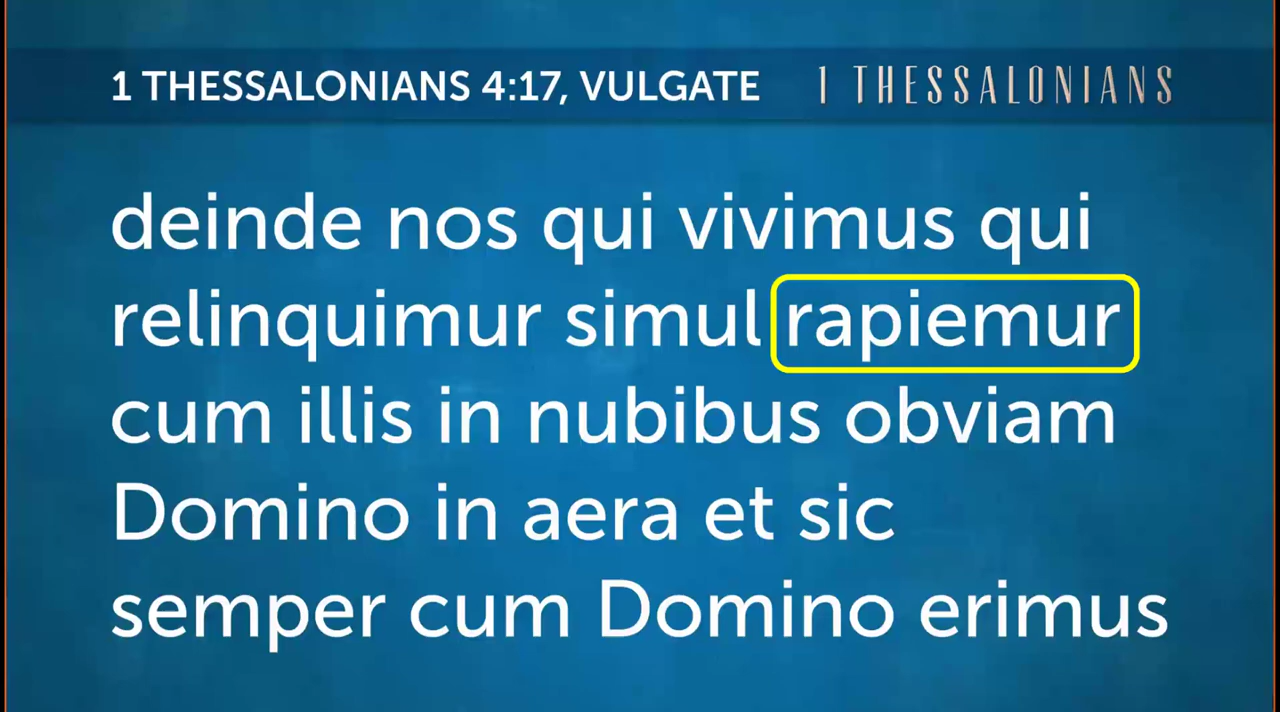 1 THESSALONIANS 4:17, VULGATE 1 THESSALONIANS
deinde nos qui vivimus qui
relinquimur simul rapiemur
cum illis in nubibus obviam
Domino in aera et sic
semper cum Domino erimus